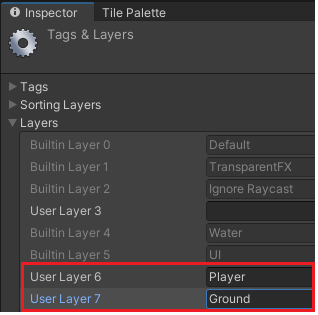 Inspector Tile Palette
Tags & Layers
Tags
Sorting Layers
Layers
Builtin Layer 0 Default
Builtin Layer 1 TransparentFX
Builtin Layer 2 Ignore Raycast
User Layer 3
Builtin Layer 4 Water
Builtin Layer 5 UI
User Layer 6 Player
User Layer 7 Ground